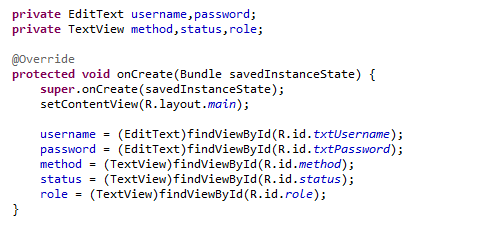 private EditText username,password;
private TextView method,status,role;
@Override
protected void onCreate(Bundle savedInstanceState) {
super.onCreate(savedInstanceState);
setContentView(R.layout.main);
username = (EditText)findViewById(R.id.txtUsername);
password = (EditText)findViewById(R.id.txtPassword);
method = (TextView)findViewById(R.id.method);
status = (TextView)findViewById(R.id.status);
role = (TextView)findViewById(R.id.role);
}